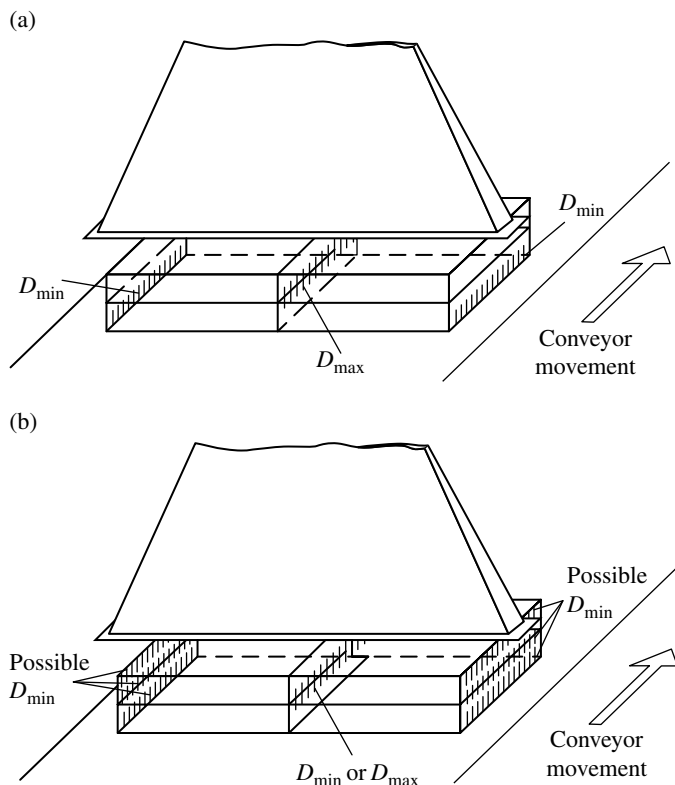 (a)
D_min
D_min
D_max
Conveyor
movement
(b)
Possible
D_min
Possible
D_min
D_min or D_max
Conveyor
movement